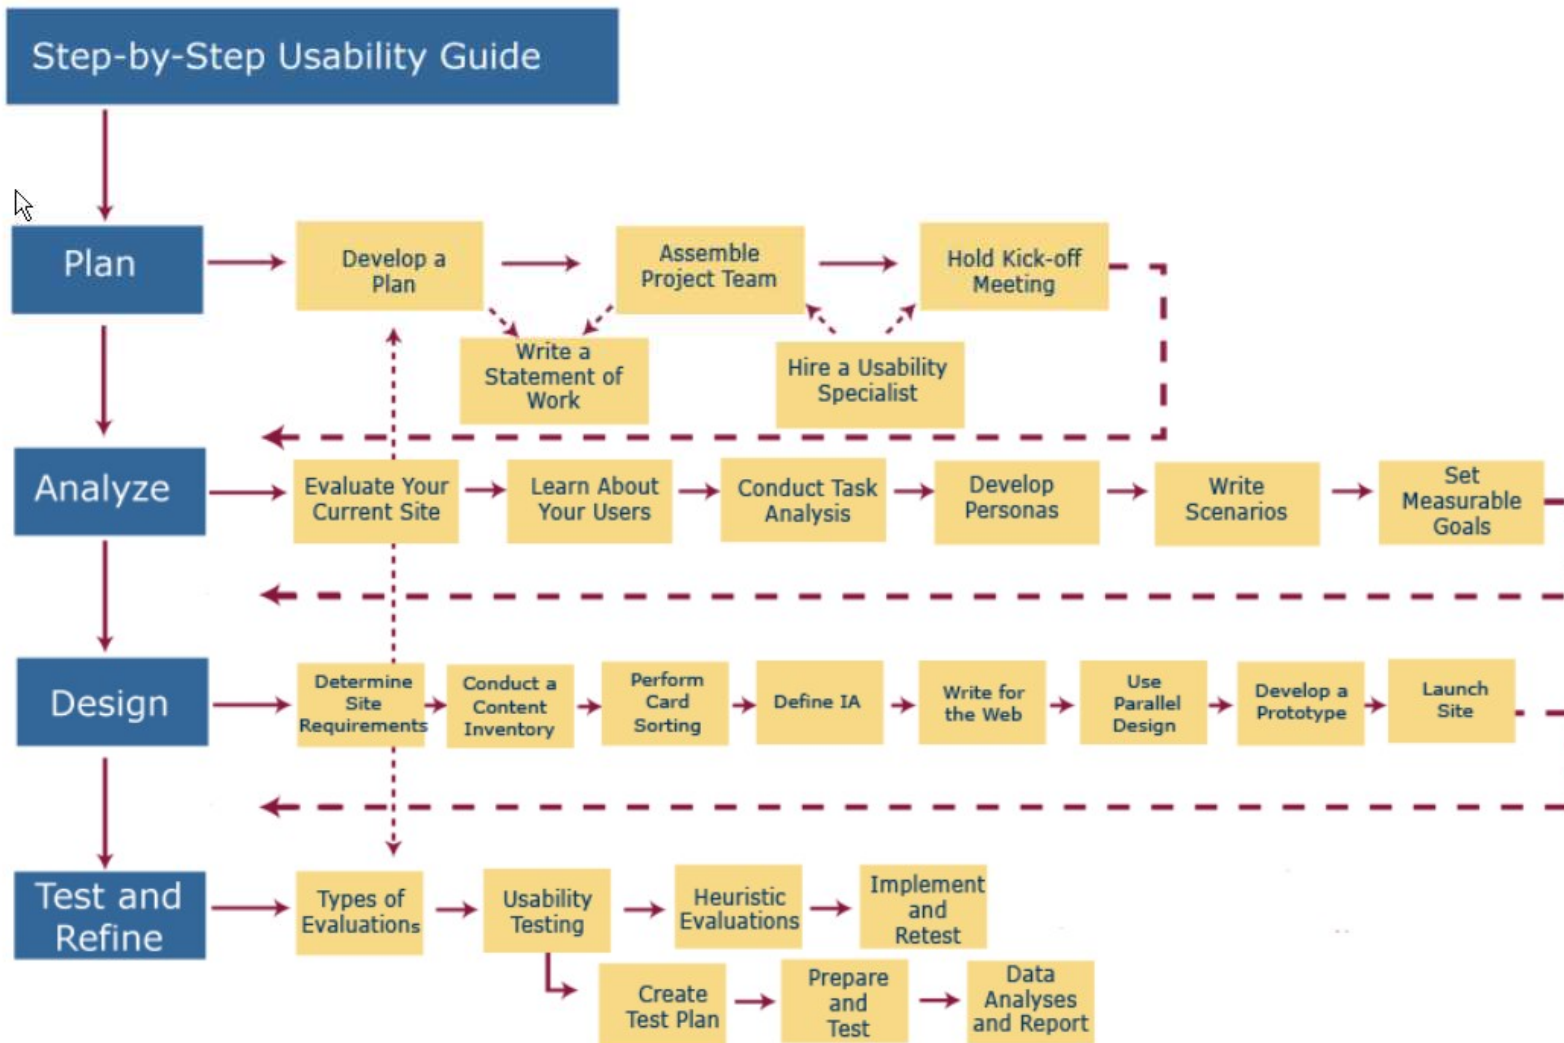 Step-by-Step Usability Guide
Plan
Develop a
Plan
Assemble
Project Team
Hold Kick-off
Meeting
Write a
Statement of
Work
Hire a Usability
Specialist
Analyze
Evaluate Your
Current Site
Learn About
Your Users
Conduct Task
Analysis
Develop
Personas
Write
Scenarios
Set
Measurable
Goals
Design
Determine
Site
Requirements
Conduct a
Content
Inventory
Perform
Card
Sorting
Define IA
Write for
the Web
Use
Parallel
Design
Develop a
Prototype
Launch
Site
Test and
Refine
Types of
Evaluations
Usability
Testing
Heuristic
Evaluations
Implement
and
Retest
Create
Test Plan
Prepare
and
Test
Data
Analyses
and Report